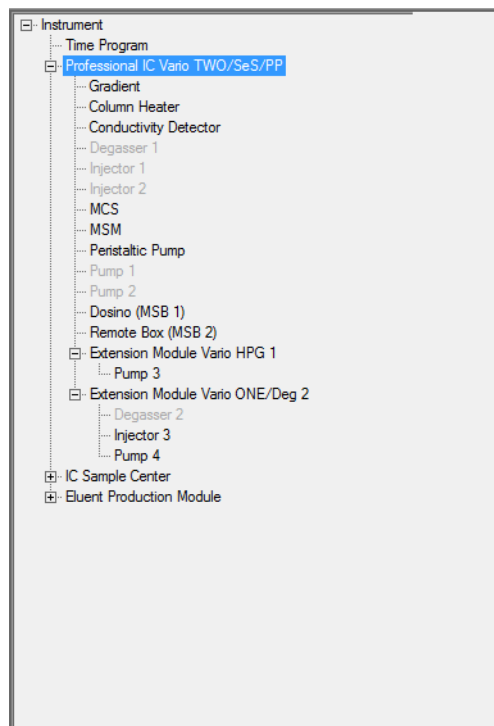 Instrument
Time Program
Professional IC Vario TWO/SeS/PP
Gradient
Column Heater
Conductivity Detector
Degasser 1
Injector 1
Injector 2
MCS
MSM
Peristaltic Pump
Pump 1
Pump 2
Dosino (MSB 1)
Remote Box (MSB 2)
Extension Module Vario HPG 1
Pump 3
Extension Module Vario ONE/Deg 2
Degasser 2
Injector 3
Pump 4
IC Sample Center
Eluent Production Module